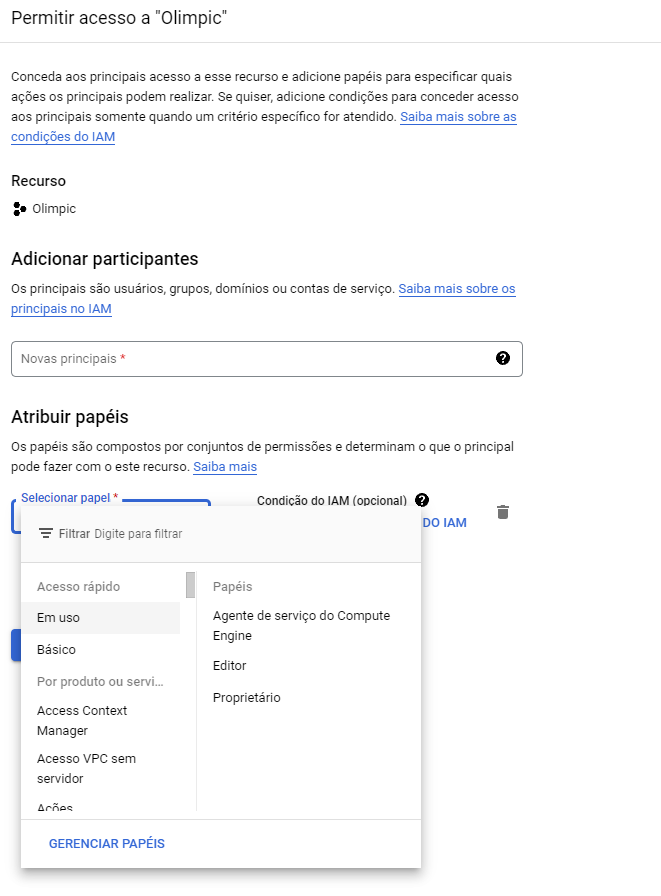 Permitir acesso a "Olimpic"
Conceda aos principais acesso a esse recurso e adicione papéis para especificar quais
ações os principais podem realizar. Se quiser, adicione condições para conceder acesso
aos principais somente quando um critério específico for atendido. Saiba mais sobre as
condições do IAM
Recurso
Olimpic
Adicionar participantes
Os principais são usuários, grupos, domínios ou contas de serviço. Saiba mais sobre os
principais no IAM
Novas principais *
Atribuir papéis
Os papéis são compostos por conjuntos de permissões e determinam o que o principal
pode fazer com o este recurso. Saiba mais
Selecionar papel *
Condição do IAM (opcional)
DO IAM
Filtrar Digite para filtrar
Acesso rápido
Em uso
Básico
Por produto ou servi...
Access Context
Manager
Acesso VPC sem
servidor
Ações
Papéis
Agente de serviço do Compute
Engine
Editor
Proprietário
GERENCIAR PAPÉIS